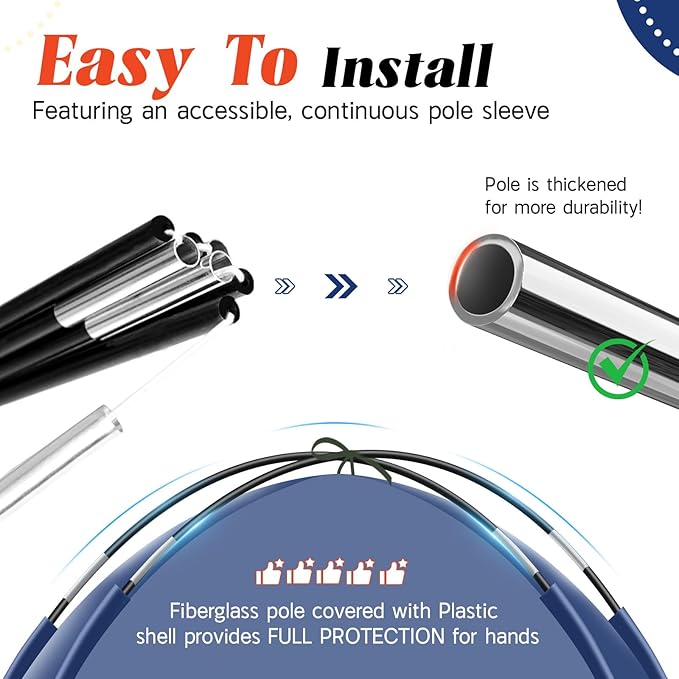 Easy To Install
Featuring an accessible, continuous pole sleeve
Pole is thickened
for more durability!
Fiberglass pole covered with Plastic
shell provides FULL PROTECTION for hands